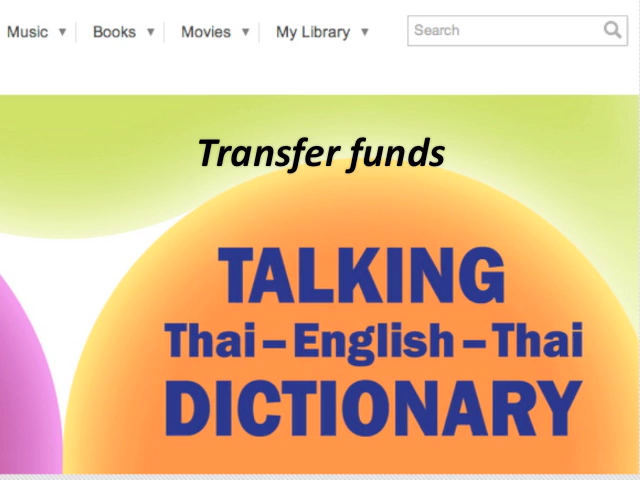 Music ▼ Books ▼ Movies ▼ My Library ▼ Search
Transfer funds
TALKING
Thai – English – Thai
DICTIONARY